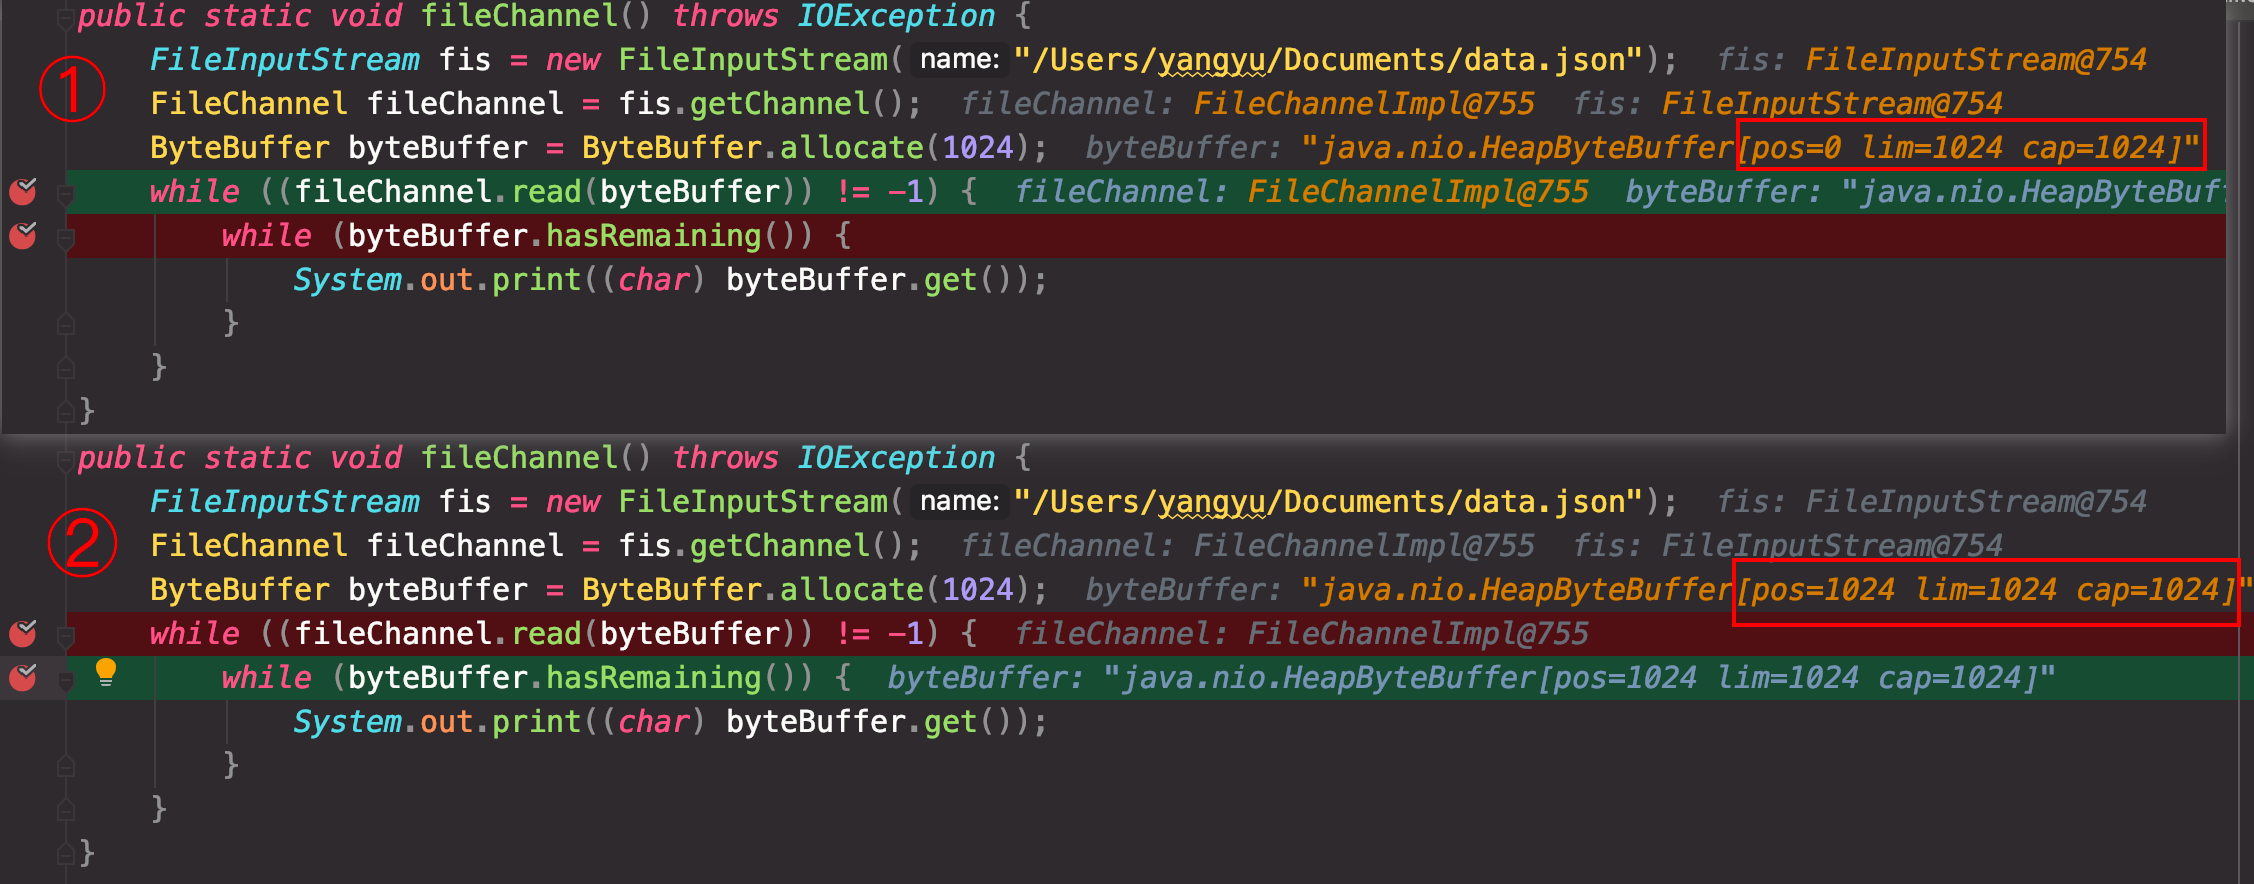 public static void fileChannel() throws IOException {
FileInputStream fis = new FileInputStream( name: "/Users/yangyu/Documents/data.json"); fis: FileInputStream@754
①
FileChannel fileChannel = fis.getChannel(); fileChannel: FileChannelImpl@755 fis: FileInputStream@754
ByteBuffer byteBuffer = ByteBuffer.allocate(1024); byteBuffer: "java.nio.HeapByteBuffer[pos=0 lim=1024 cap=1024]"
while ((fileChannel.read(byteBuffer)) != -1) { fileChannel: FileChannelImpl@755 byteBuffer: "java.nio.HeapByteBuf
while (byteBuffer.hasRemaining()) {
System.out.print((char) byteBuffer.get());
}
}
}
public static void fileChannel() throws IOException {
FileInputStream fis = new FileInputStream( name: "/Users/yangyu/Documents/data.json"); fis: FileInputStream@754
②
FileChannel fileChannel = fis.getChannel(); fileChannel: FileChannelImpl@755 fis: FileInputStream@754
ByteBuffer byteBuffer = ByteBuffer.allocate(1024); byteBuffer: "java.nio.HeapByteBuffer[pos=1024 lim=1024 cap=1024]"
while ((fileChannel.read(byteBuffer)) != -1) { fileChannel: FileChannelImpl@755
while (byteBuffer.hasRemaining()) { byteBuffer: "java.nio.HeapByteBuffer[pos=1024 lim=1024 cap=1024]"
System.out.print((char) byteBuffer.get());
}
}
}